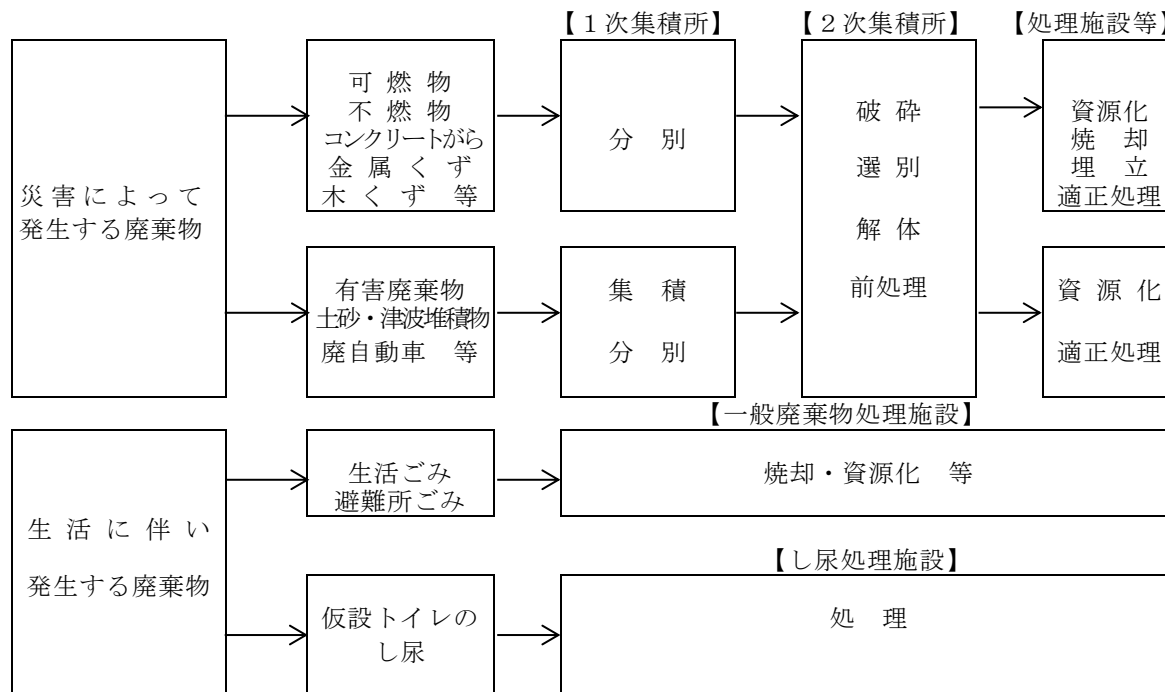 【１次集積所】
【２次集積所】
【処理施設等】
災害によって
発生する廃棄物
可燃物
不燃物
コンクリートがら
金属くず
木くず等
分別
破砕
選別
解体
前処理
資源化
焼却
埋立
適正処理
有害廃棄物
土砂・津波堆積物
廃自動車　等
集積
分別
資源化
適正処理
【一般廃棄物処理施設】
生活に伴い
発生する廃棄物
生活ごみ
避難所ごみ
焼却・資源化　等
【し尿処理施設】
仮設トイレの
し尿
処理